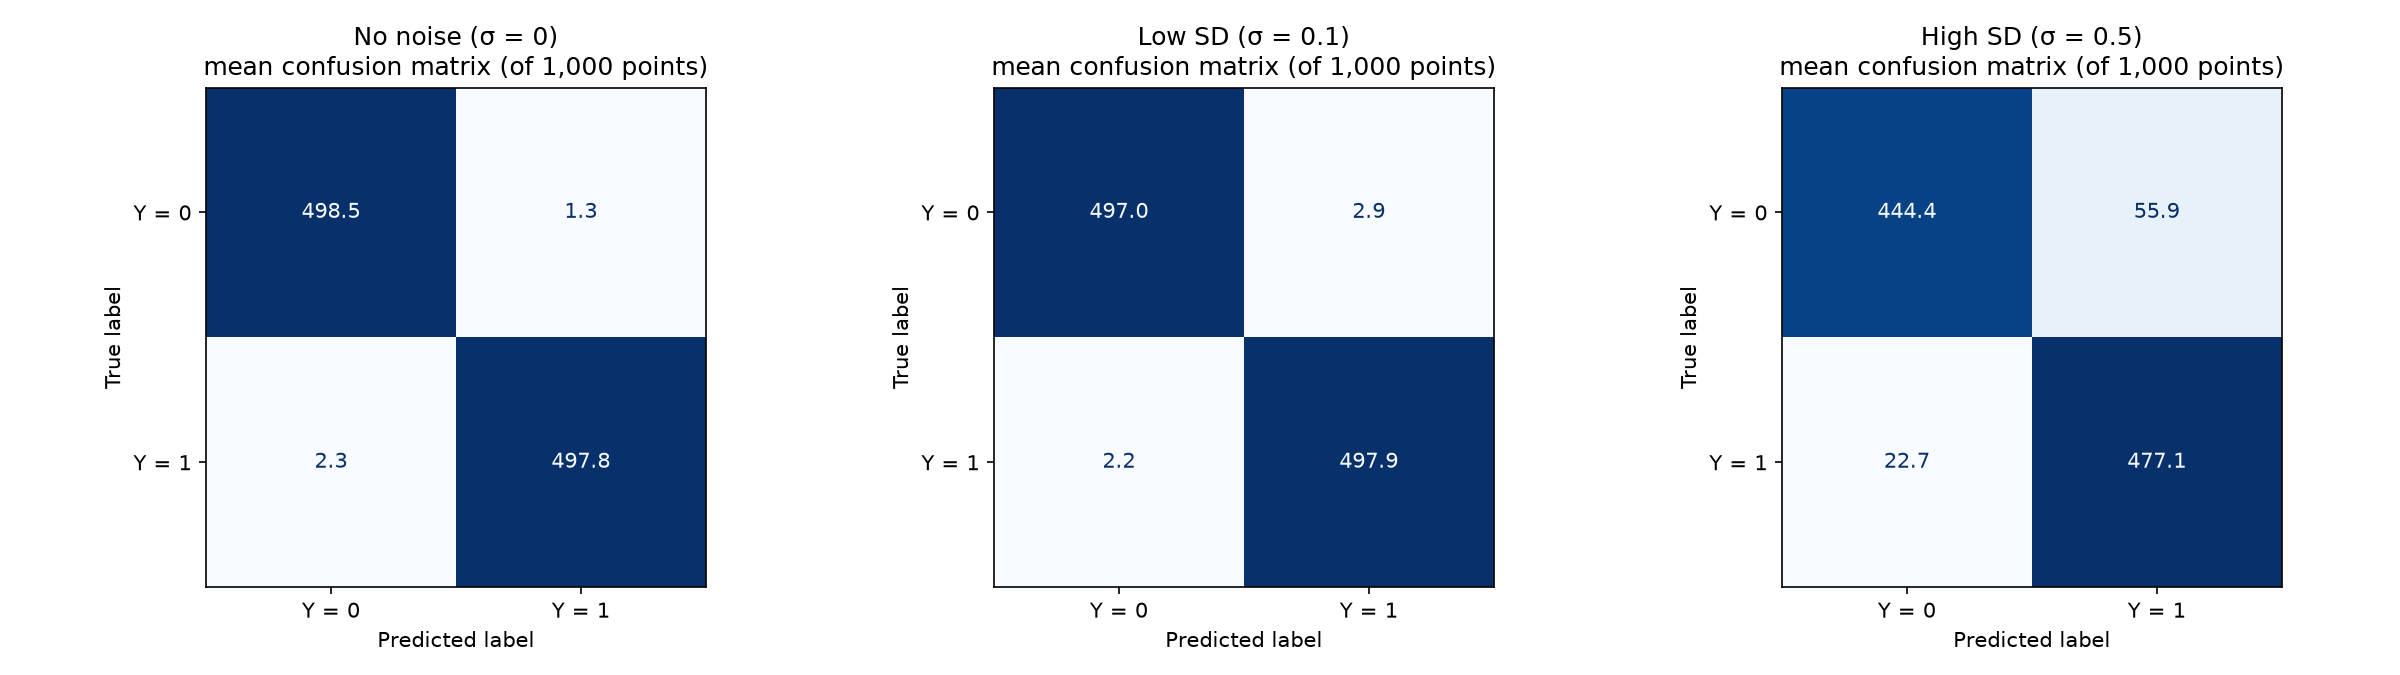 No noise (σ = 0)
mean confusion matrix (of 1,000 points)
True label
Y = 0
498.5
1.3
Y = 1
2.3
497.8
Y = 0
Y = 1
Predicted label
Low SD (σ = 0.1)
mean confusion matrix (of 1,000 points)
True label
Y = 0
497.0
2.9
Y = 1
2.2
497.9
Y = 0
Y = 1
Predicted label
High SD (σ = 0.5)
mean confusion matrix (of 1,000 points)
True label
Y = 0
444.4
55.9
Y = 1
22.7
477.1
Y = 0
Y = 1
Predicted label